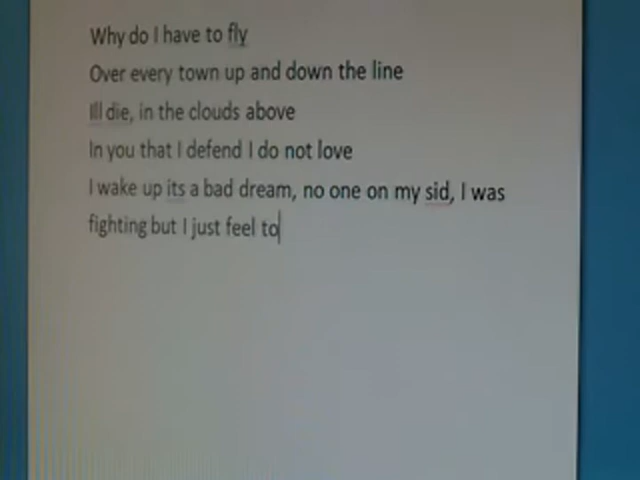 Why do I have to fly
Over every town up and down the line
Ill die, in the clouds above
In you that I defend I do not love
I wake up its a bad dream, no one on my sid, I was
fighting but I just feel to